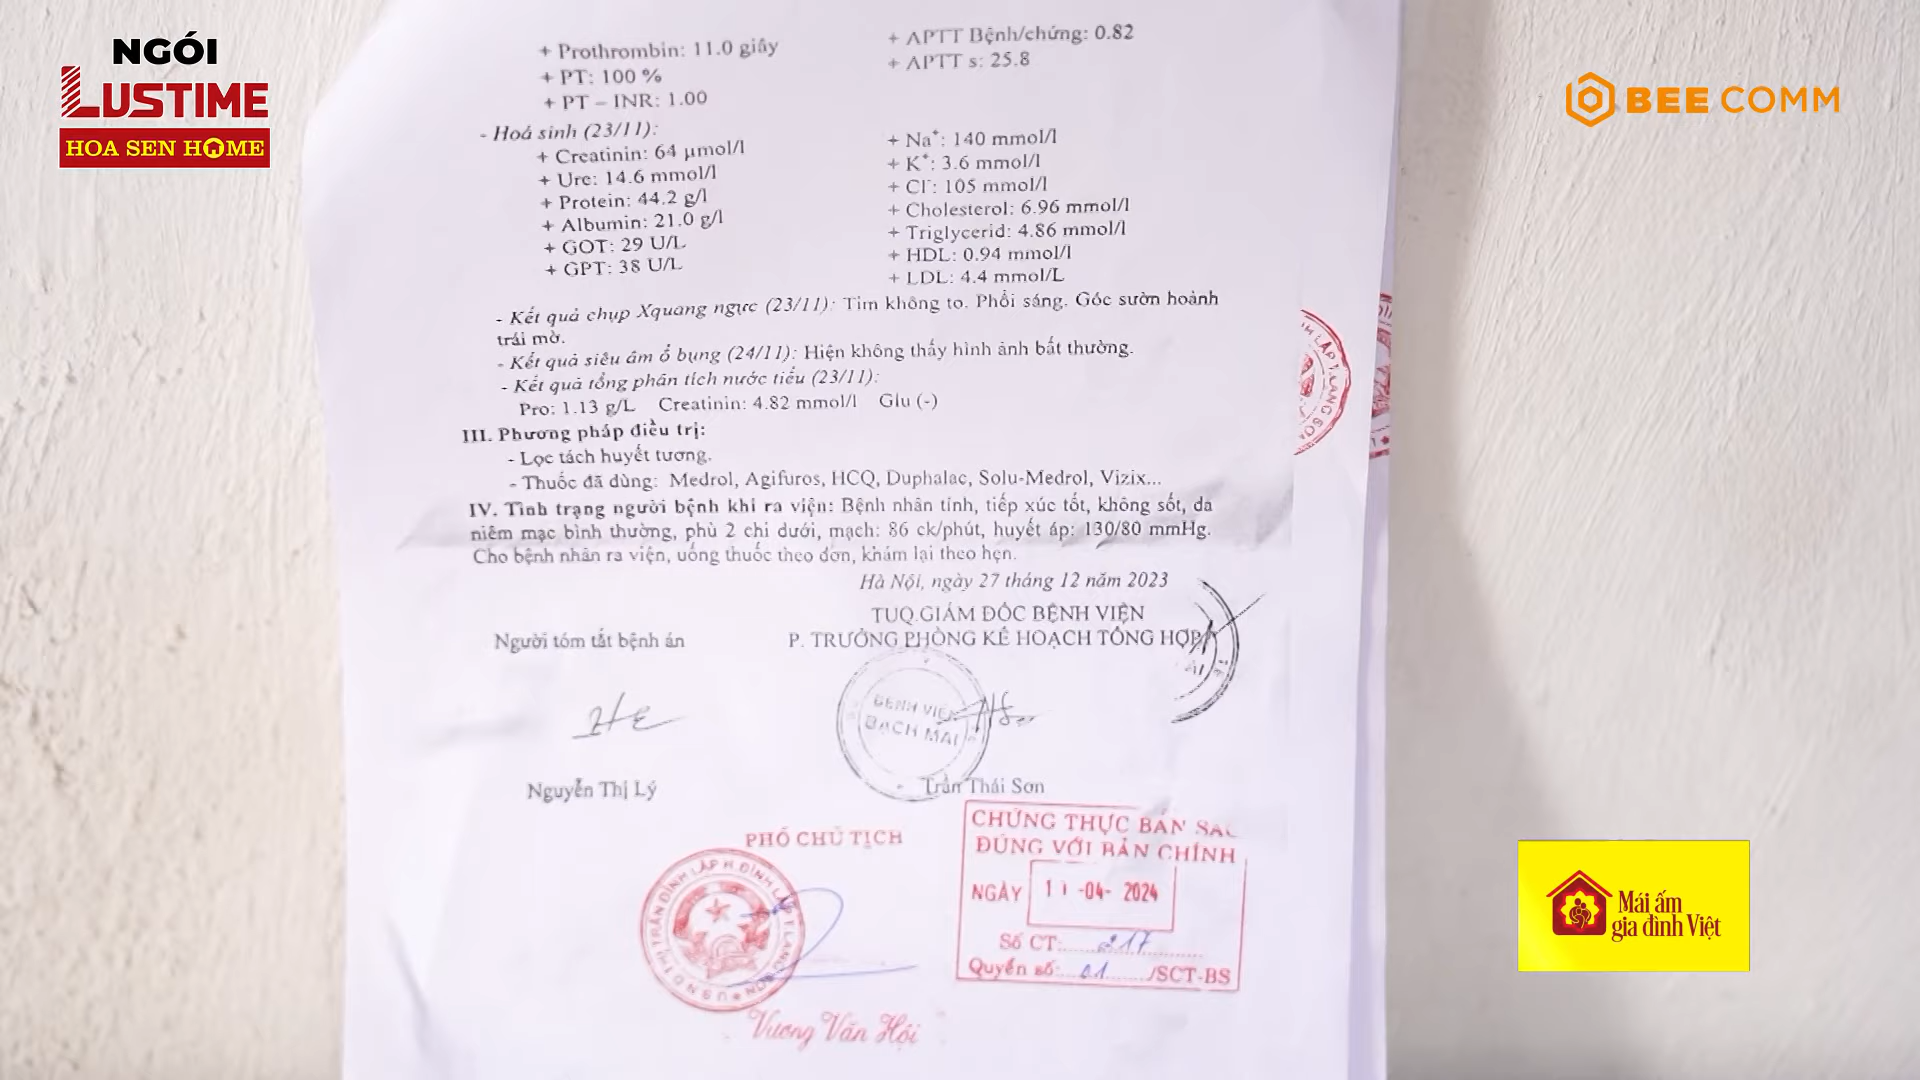 NGÓI
LUSTIME
HOA SEN HOME
BEE COMM
+ Prothrombin: 11.0 giây
+ PT: 100 %
+ PT – INR: 1.00
+ APTT Bệnh/chứng: 0.82
+ APTT s: 25.8
- Hoá sinh (23/11):
+ Creatinin: 64 µmol/l
+ Ure: 14.6 mmol/l
+ Protein: 44.2 g/l
+ Albumin: 21.0 g/l
+ GOT: 29 U/L
+ GPT: 38 U/L
+ Na⁺: 140 mmol/l
+ K⁺: 3.6 mmol/l
+ Cl⁻: 105 mmol/l
+ Cholesterol: 6.96 mmol/l
+ Triglycerid: 4.86 mmol/l
+ HDL: 0.94 mmol/l
+ LDL: 4.4 mmol/L
- Kết quả chụp Xquang ngực (23/11): Tim không to. Phổi sáng. Góc sườn hoành
trái mờ.
- Kết quả siêu âm ổ bụng (24/11): Hiện không thấy hình ảnh bất thường.
- Kết quả tổng phân tích nước tiểu (23/11):
Pro: 1.13 g/L Creatinin: 4.82 mmol/l Glu (-)
III. Phương pháp điều trị:
- Lọc tách huyết tương.
- Thuốc đã dùng: Medrol, Agifuros, HCQ, Duphalac, Solu-Medrol, Vizix...
IV. Tình trạng người bệnh khi ra viện: Bệnh nhân tỉnh, tiếp xúc tốt, không sốt, da
niêm mạc bình thường, phù 2 chi dưới, mạch: 86 ck/phút, huyết áp: 130/80 mmHg.
Cho bệnh nhân ra viện, uống thuốc theo đơn, khám lại theo hẹn.
Hà Nội, ngày 27 tháng 12 năm 2023
TUQ.GIÁM ĐỐC BỆNH VIỆN
P. TRƯỞNG PHÒNG KẾ HOẠCH TỔNG HỢP
Người tóm tắt bệnh án
BỆNH VIỆN
BẠCH MAI
Nguyễn Thị Lý
Trần Thái Sơn
PHÓ CHỦ TỊCH
CHỨNG THỰC BẢN SAO
ĐÚNG VỚI BẢN CHÍNH
NGÀY 11 -04- 2024
Số CT: 217
Quyển số: 01 /SCT-BS
Vương Văn Hội
Mái ấm
gia đình Việt